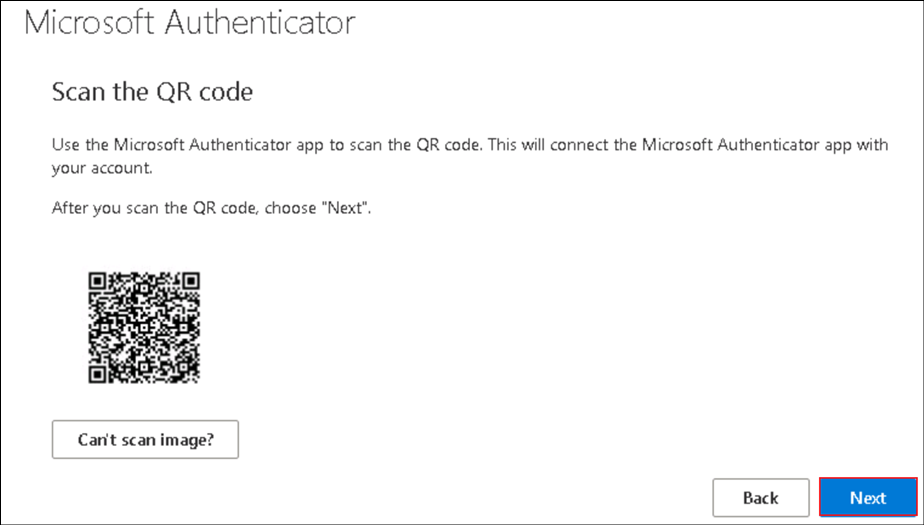 Microsoft Authenticator
Scan the QR code
Use the Microsoft Authenticator app to scan the QR code. This will connect the Microsoft Authenticator app with
your account.
After you scan the QR code, choose "Next".
Can't scan image?
Back
Next